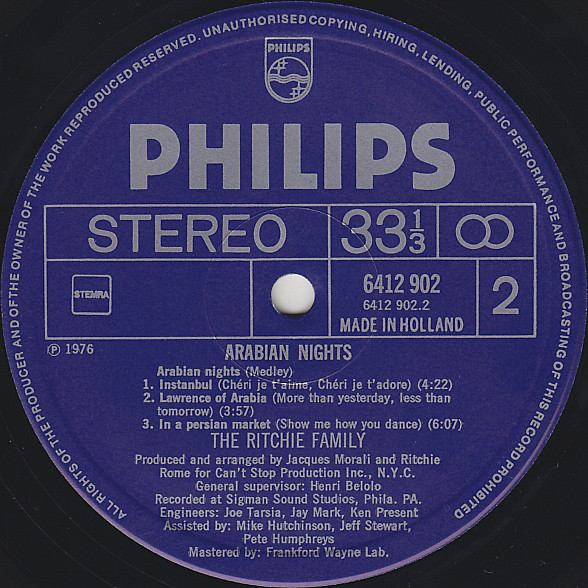 ALL RIGHTS OF THE PRODUCER AND OF THE OWNER OF THE WORK REPRODUCED RESERVED. UNAUTHORISED COPYING, HIRING, LENDING, PUBLIC PERFORMANCE AND BROADCASTING OF THIS RECORD PROHIBITED
PHILIPS
PHILIPS
STEREO 33 1/3
STEMRA
6412 902
6412 902.2
MADE IN HOLLAND
2
℗ 1976
ARABIAN NIGHTS
Arabian nights (Medley)
1. Instanbul (Chéri je t'aime, Chéri je t'adore) (4:22)
2. Lawrence of Arabia (More than yesterday, less than
tomorrow) (3:57)
3. In a persian market (Show me how you dance) (6:07)
THE RITCHIE FAMILY
Produced and arranged by Jacques Morali and Ritchie
Rome for Can't Stop Production Inc., N.Y.C.
General supervisor: Henri Belolo
Recorded at Sigman Sound Studios, Phila. PA.
Engineers: Joe Tarsia, Jay Mark, Ken Present
Assisted by: Mike Hutchinson, Jeff Stewart,
Pete Humphreys
Mastered by: Frankford Wayne Lab.